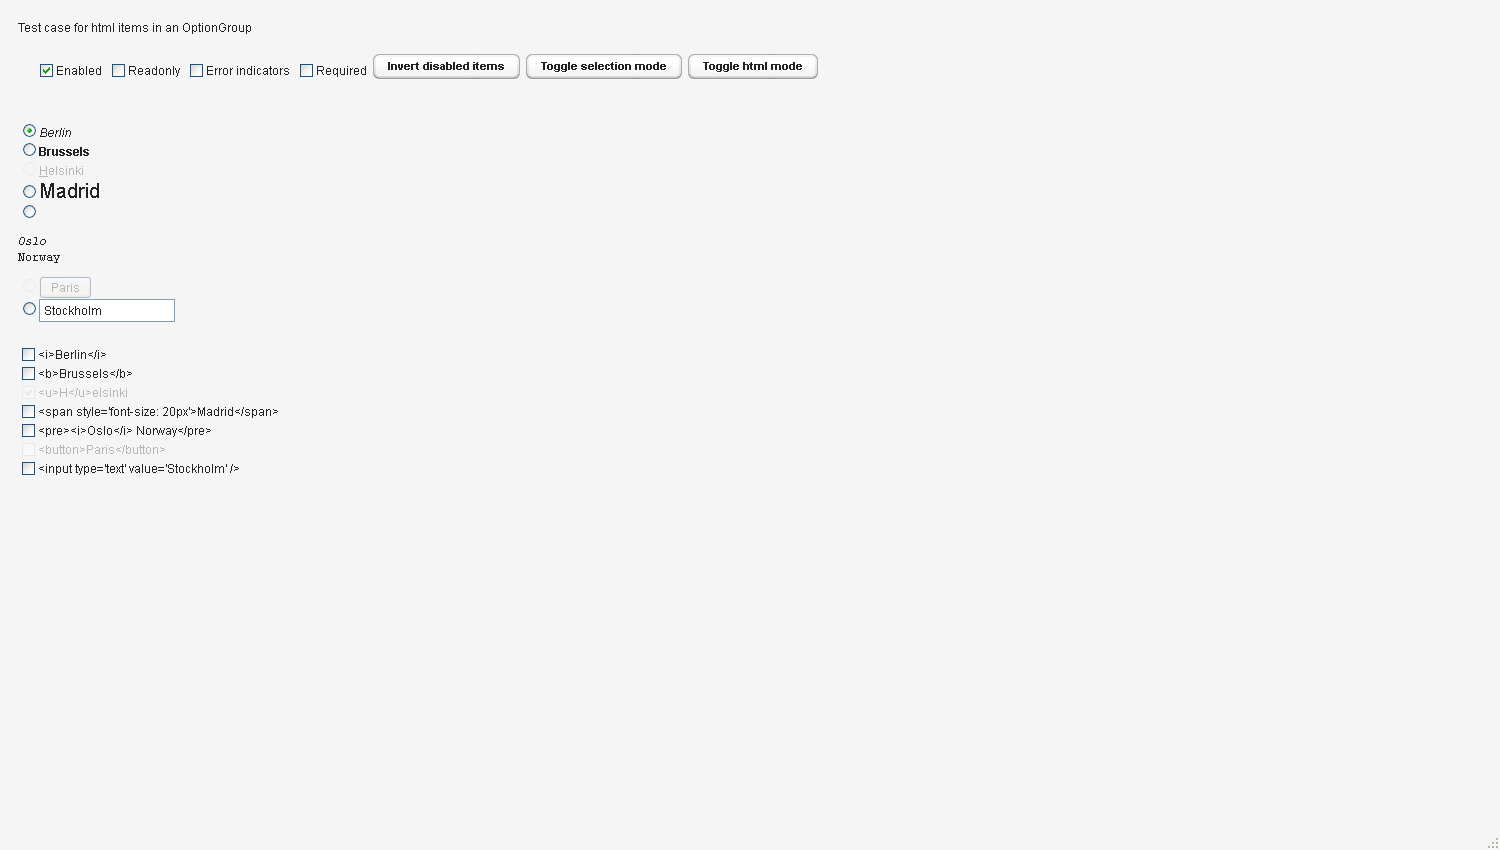 Test case for html items in an OptionGroup
Enabled Readonly Error indicators Required Invert disabled items Toggle selection mode Toggle html mode
Berlin
Brussels
Helsinki
Madrid
Oslo
Norway
Paris
Stockholm
<i>Berlin</i>
<b>Brussels</b>
<u>H</u>elsinki
<span style='font-size: 20px'>Madrid</span>
<pre><i>Oslo</i> Norway</pre>
<button>Paris</button>
<input type='text' value='Stockholm' />